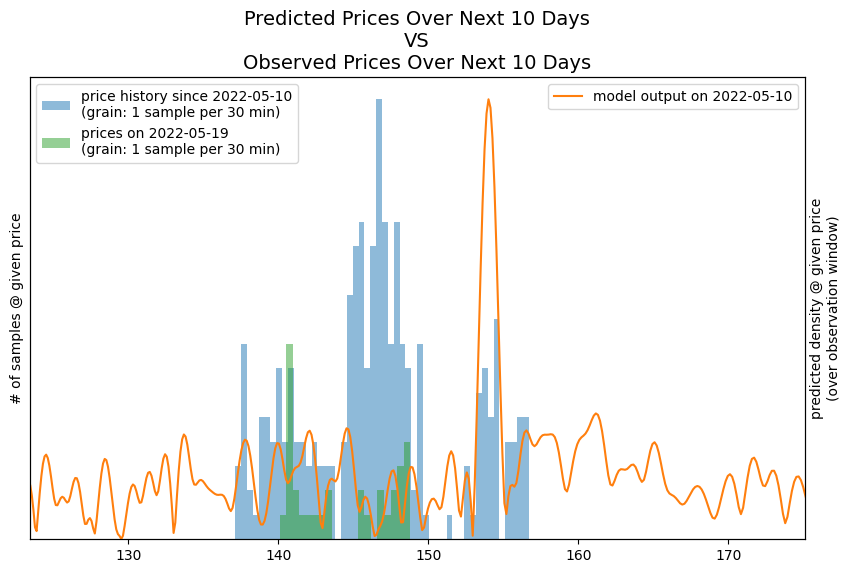 Predicted Prices Over Next 10 Days
VS
Observed Prices Over Next 10 Days
price history since 2022-05-10
(grain: 1 sample per 30 min)
prices on 2022-05-19
(grain: 1 sample per 30 min)
model output on 2022-05-10
# of samples @ given price
predicted density @ given price
(over observation window)
130
140
150
160
170